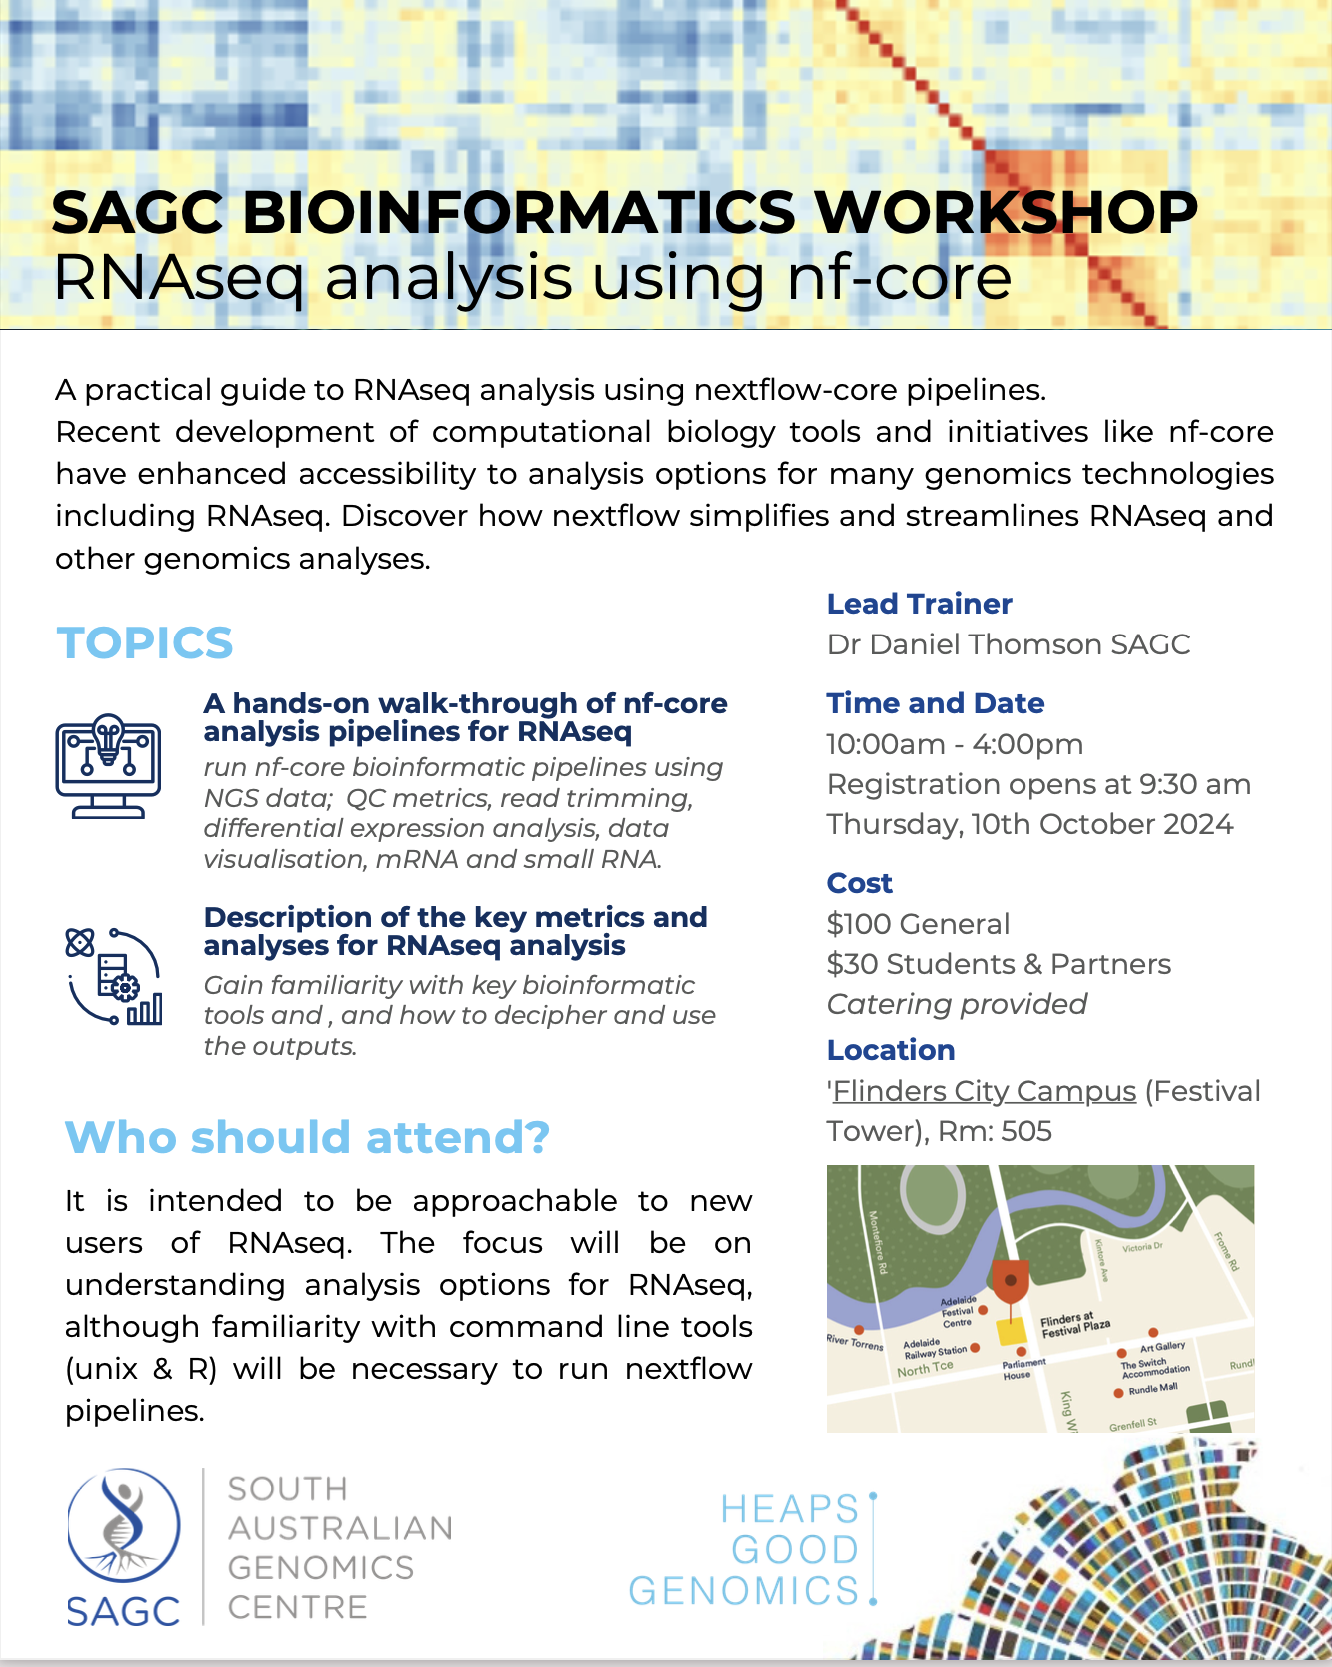 SAGC BIOINFORMATICS WORKSHOP
RNAseq analysis using nf-core
A practical guide to RNAseq analysis using nextflow-core pipelines.
Recent development of computational biology tools and initiatives like nf-core
have enhanced accessibility to analysis options for many genomics technologies
including RNAseq. Discover how nextflow simplifies and streamlines RNAseq and
other genomics analyses.
TOPICS
A hands-on walk-through of nf-core
analysis pipelines for RNAseq
run nf-core bioinformatic pipelines using
NGS data;  QC metrics, read trimming,
differential expression analysis, data
visualisation, mRNA and small RNA.
Description of the key metrics and
analyses for RNAseq analysis
Gain familiarity with key bioinformatic
tools and , and how to decipher and use
the outputs.
Who should attend?
It is intended to be approachable to new
users of RNAseq. The focus will be on
understanding analysis options for RNAseq,
although familiarity with command line tools
(unix & R) will be necessary to run nextflow
pipelines.
Lead Trainer
Dr Daniel Thomson SAGC
Time and Date
10:00am - 4:00pm
Registration opens at 9:30 am
Thursday, 10th October 2024
Cost
$100 General
$30 Students & Partners
Catering provided
Location
'Flinders City Campus (Festival
Tower), Rm: 505
Montefiore Rd
Kintore Ave
Victoria Dr
Frome Rd
Adelaide
Festival
Centre
Flinders at
Festival Plaza
River Torrens
Adelaide
Railway Station
North Tce
Parliament
House
Art Gallery
The Switch
Accommodation
Rundle Mall
Rundl
King W
Grenfell St
SAGC
SOUTH
AUSTRALIAN
GENOMICS
CENTRE
HEAPS
GOOD
GENOMICS